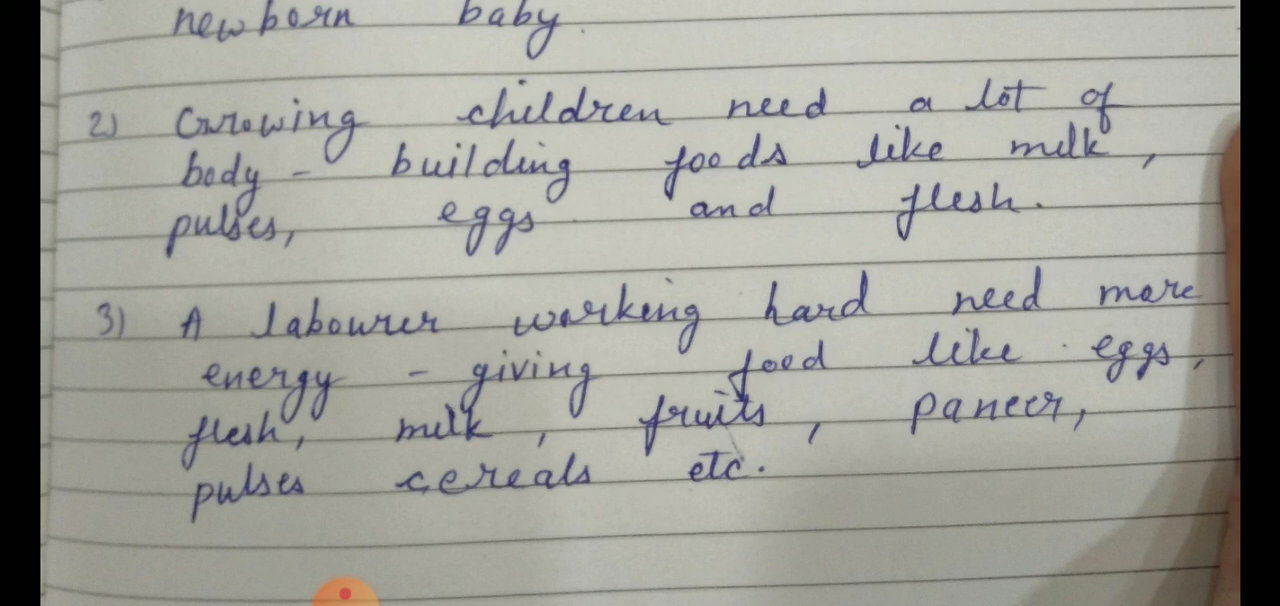 newborn baby.
2) Growing children need a lot of
body - building foods like milk,
pulses, eggs and flesh.
3) A labourer working hard need more
energy - giving food like eggs,
flesh, milk, fruits, paneer,
pulses cereals etc.